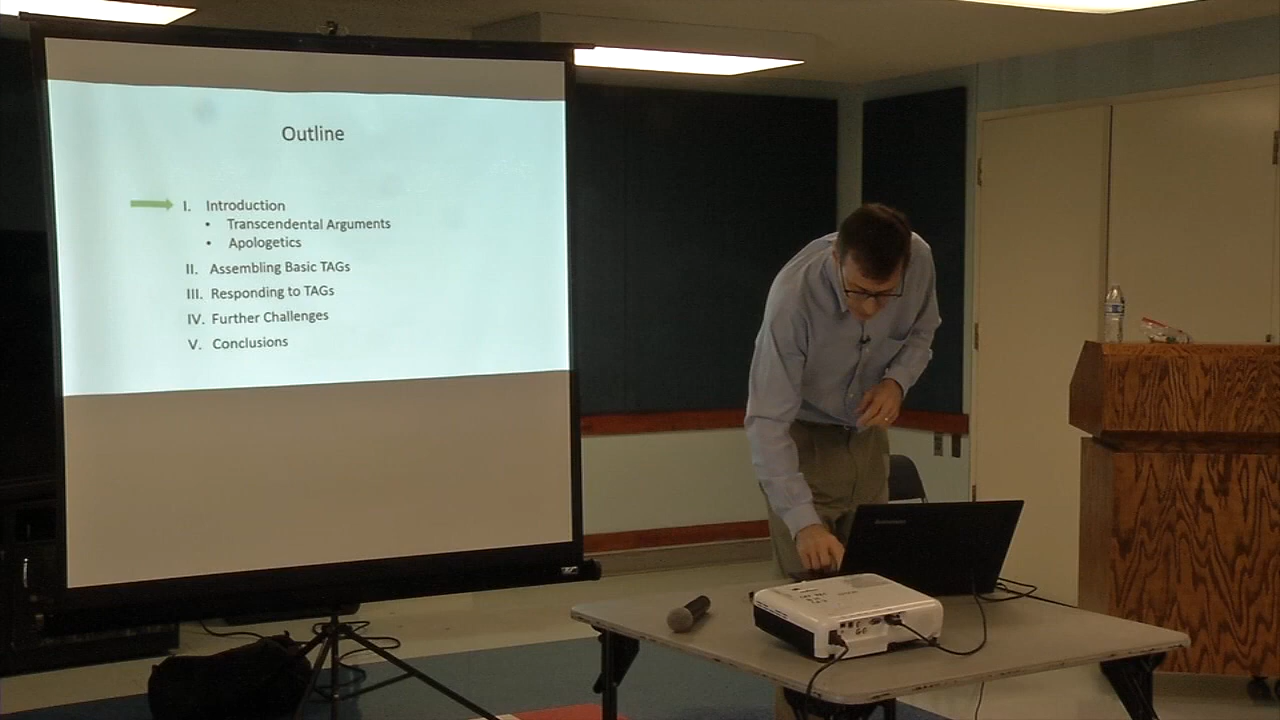 Outline
I. Introduction
• Transcendental Arguments
• Apologetics
II. Assembling Basic TAGs
III. Responding to TAGs
IV. Further Challenges
V. Conclusions